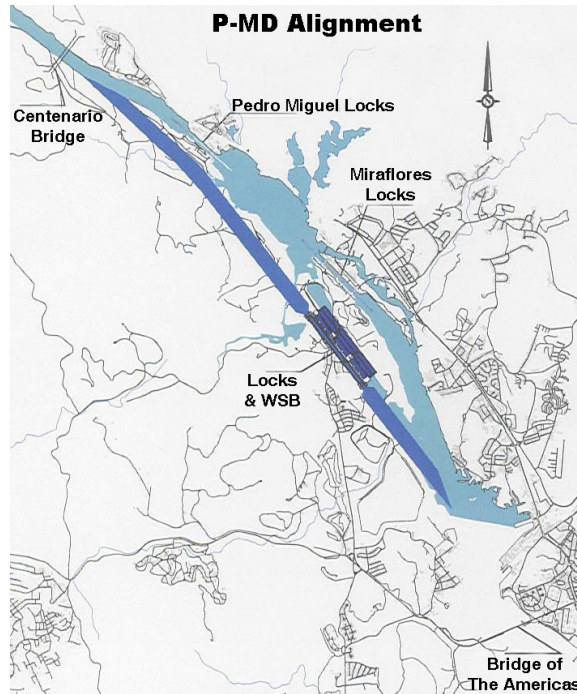 P-MD Alignment
Centenario
Bridge
Pedro Miguel Locks
Miraflores
Locks
Locks
& WSB
Bridge of
The Americas